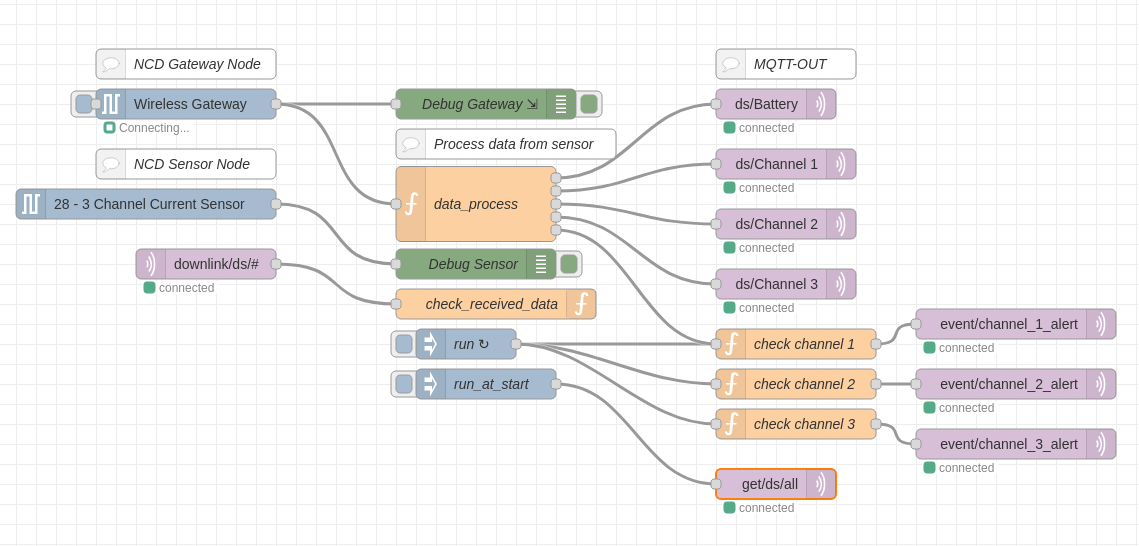 NCD Gateway Node
MQTT-OUT
Wireless Gateway
Debug Gateway ⇲
ds/Battery
Connecting...
connected
Process data from sensor
NCD Sensor Node
ds/Channel 1
connected
28 - 3 Channel Current Sensor
data_process
ds/Channel 2
connected
downlink/ds/#
Debug Sensor
connected
ds/Channel 3
check_received_data
connected
event/channel_1_alert
run ↻
check channel 1
connected
run_at_start
check channel 2
event/channel_2_alert
connected
check channel 3
event/channel_3_alert
connected
get/ds/all
connected